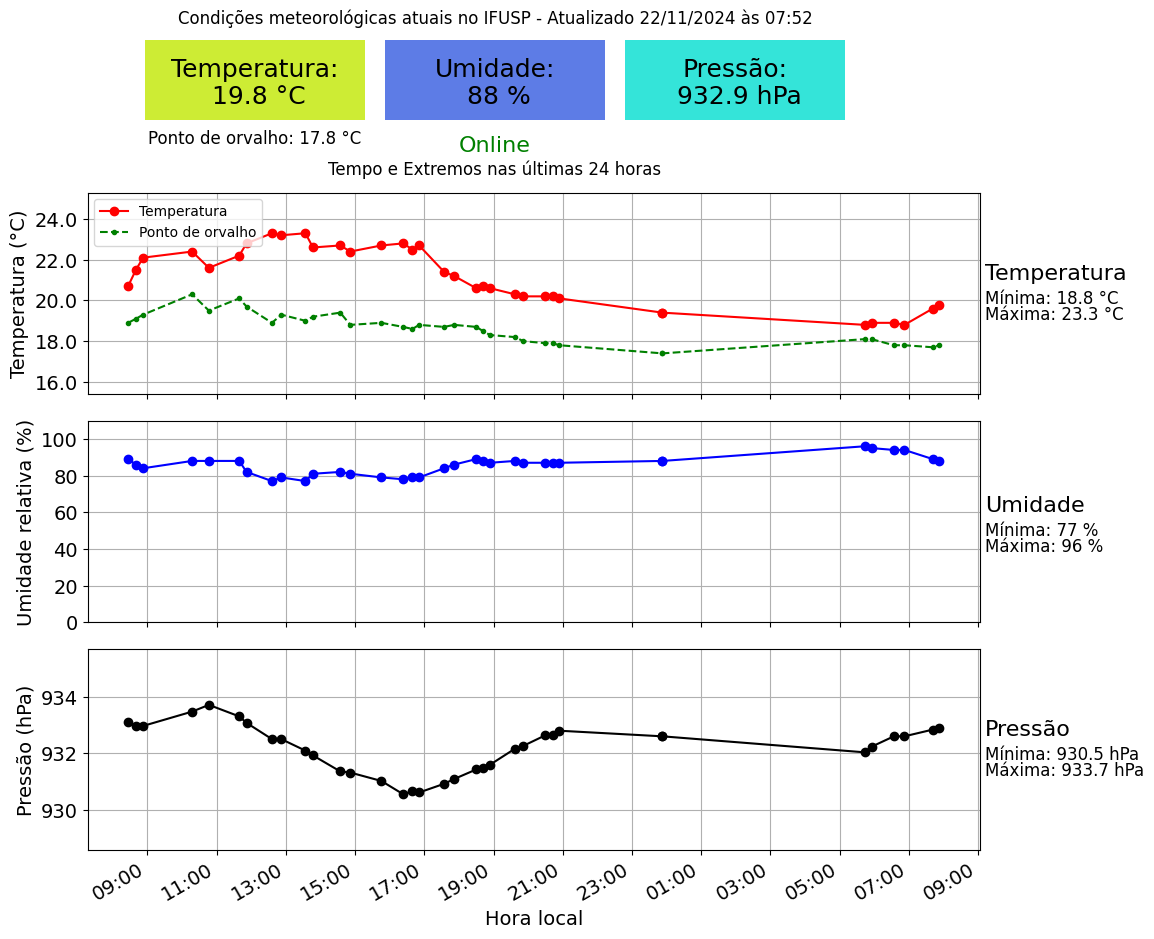 Condições meteorológicas atuais no IFUSP - Atualizado 22/11/2024 às 07:52
Temperatura:
19.8 °C
Umidade:
88 %
Pressão:
932.9 hPa
Ponto de orvalho: 17.8 °C
Online
Tempo e Extremos nas últimas 24 horas
Temperatura (°C)
24.0
22.0
20.0
18.0
16.0
Temperatura
Ponto de orvalho
Temperatura
Mínima: 18.8 °C
Máxima: 23.3 °C
Umidade relativa (%)
100
80
60
40
20
0
Umidade
Mínima: 77 %
Máxima: 96 %
Pressão (hPa)
934
932
930
Pressão
Mínima: 930.5 hPa
Máxima: 933.7 hPa
09:00 11:00 13:00 15:00 17:00 19:00 21:00 23:00 01:00 03:00 05:00 07:00 09:00
Hora local